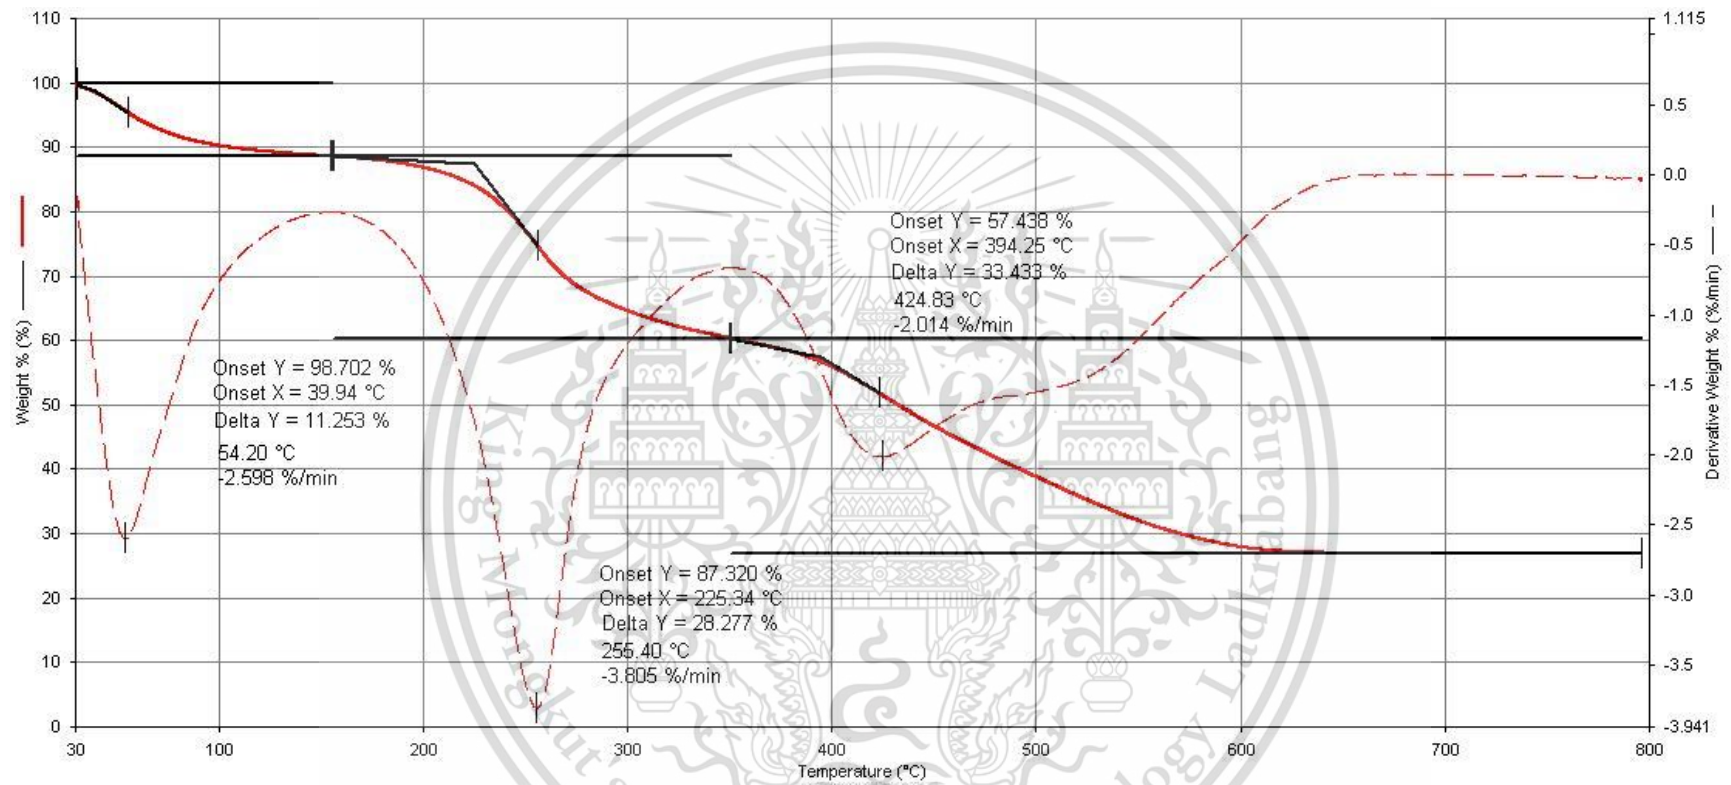 110
100
90
80
70
60
50
40
30
20
10
0
Weight % (%)
1.115
0.5
0.0
-0.5
-1.0
-1.5
-2.0
-2.5
-3.0
-3.5
-3.941
Derivative Weight % (%/min)
Onset Y = 57.438 %
Onset X = 394.25 °C
Delta Y = 33.433 %
424.83 °C
-2.014 %/min
Onset Y = 98.702 %
Onset X = 39.94 °C
Delta Y = 11.253 %
54.20 °C
-2.598 %/min
Onset Y = 87.320 %
Onset X = 225.34 °C
Delta Y = 28.277 %
255.40 °C
-3.805 %/min
30 100 200 300 400 500 600 700 800
Temperature (°C)
King Mongkut's
ology Ladkrabang